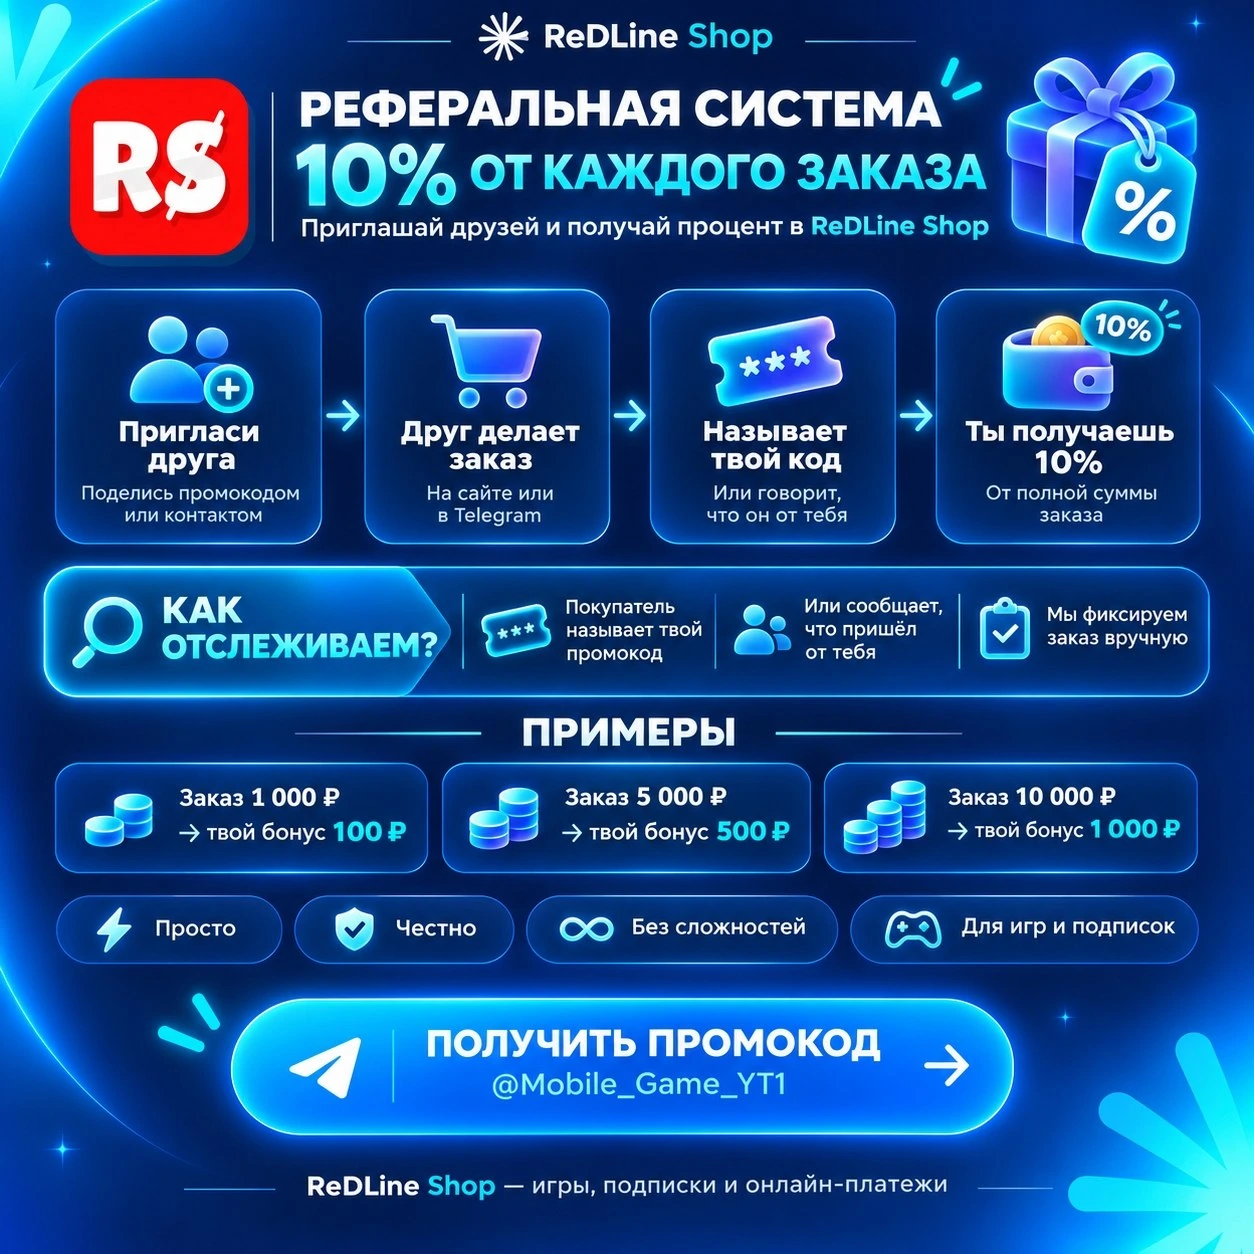 ReDLine Shop
R$
РЕФЕРАЛЬНАЯ СИСТЕМА
10% ОТ КАЖДОГО ЗАКАЗА
Приглашай друзей и получай процент в ReDLine Shop
%
Пригласи
друга
Поделись промокодом
или контактом
Друг делает
заказ
На сайте или
в Telegram
***
Называет
твой код
Или говорит,
что он от тебя
10%
Ты получаешь
10%
От полной суммы
заказа
КАК
ОТСЛЕЖИВАЕМ?
***
Покупатель
называет твой
промокод
Или сообщает,
что пришёл
от тебя
Мы фиксируем
заказ вручную
ПРИМЕРЫ
Заказ 1 000 ₽
→ твой бонус 100 ₽
Заказ 5 000 ₽
→ твой бонус 500 ₽
Заказ 10 000 ₽
→ твой бонус 1 000 ₽
Просто
Честно
Без сложностей
Для игр и подписок
ПОЛУЧИТЬ ПРОМОКОД
@Mobile_Game_YT1
ReDLine Shop — игры, подписки и онлайн-платежи